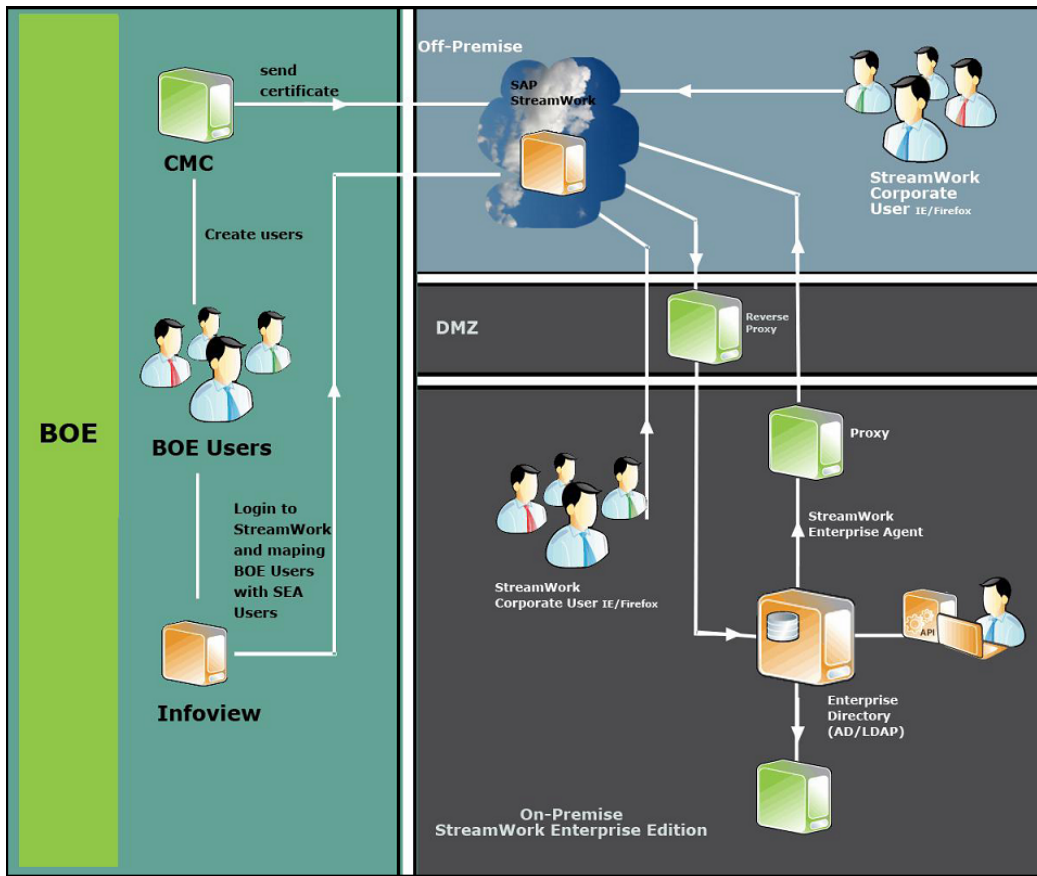 BOE
send
certificate
CMC
Create users
BOE Users
Login to
StreamWork
and maping
BOE Users
with SEA
Users
Infoview
Off-Premise
SAP
StreamWork
StreamWork
Corporate
User IE/Firefox
DMZ
Reverse
Proxy
Proxy
StreamWork
Enterprise Agent
StreamWork
Corporate User IE/Firefox
API
Enterprise
Directory
(AD/LDAP)
On-Premise
StreamWork Enterprise Edition